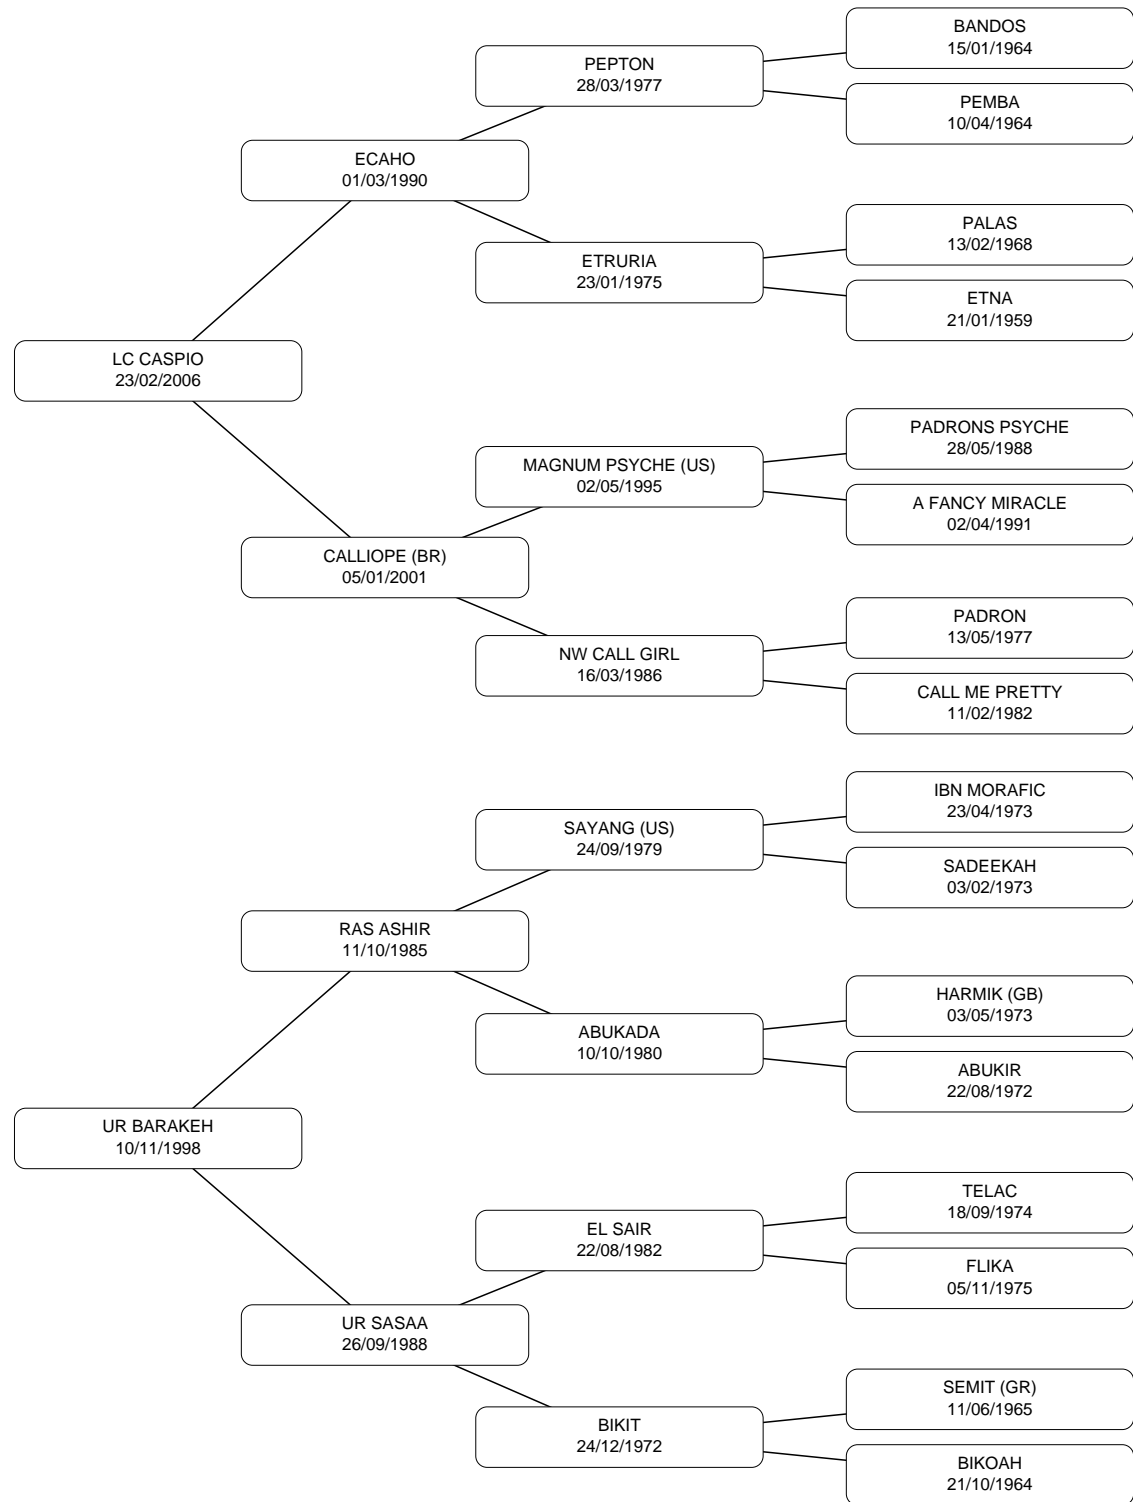 BANDOS
15/01/1964
PEPTON
28/03/1977
PEMBA
10/04/1964
ECAHO
01/03/1990
PALAS
13/02/1968
ETRURIA
23/01/1975
ETNA
21/01/1959
LC CASPIO
23/02/2006
PADRONS PSYCHE
28/05/1988
MAGNUM PSYCHE (US)
02/05/1995
A FANCY MIRACLE
02/04/1991
CALLIOPE (BR)
05/01/2001
PADRON
13/05/1977
NW CALL GIRL
16/03/1986
CALL ME PRETTY
11/02/1982
IBN MORAFIC
23/04/1973
SAYANG (US)
24/09/1979
SADEEKAH
03/02/1973
RAS ASHIR
11/10/1985
HARMIK (GB)
03/05/1973
ABUKADA
10/10/1980
ABUKIR
22/08/1972
UR BARAKEH
10/11/1998
TELAC
18/09/1974
EL SAIR
22/08/1982
FLIKA
05/11/1975
UR SASAA
26/09/1988
SEMIT (GR)
11/06/1965
BIKIT
24/12/1972
BIKOAH
21/10/1964